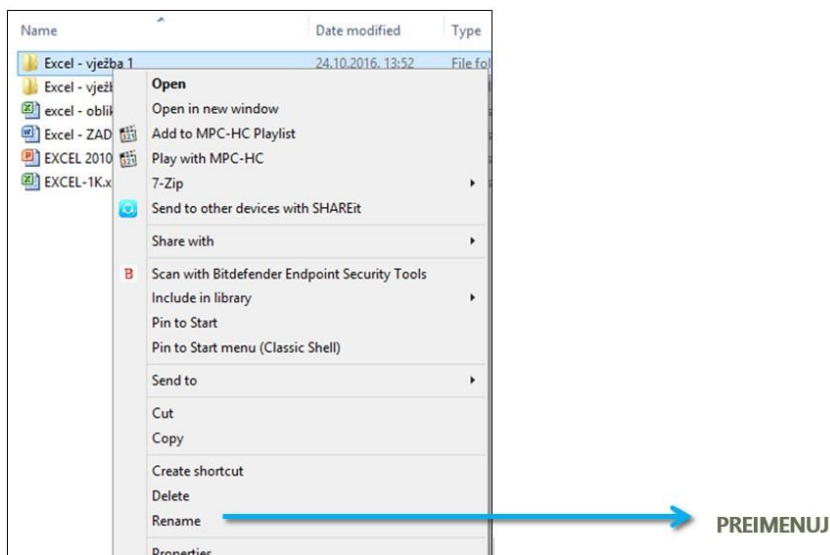 Name Date modified Type
Excel - vježba 1 24.10.2016. 13:52 File fol
Excel - vježl
excel - oblik
Excel - ZAD
EXCEL 2010
EXCEL-1K.x
Open
Open in new window
Add to MPC-HC Playlist
Play with MPC-HC
7-Zip
Send to other devices with SHAREit
Share with
B Scan with Bitdefender Endpoint Security Tools
Include in library
Pin to Start
Pin to Start menu (Classic Shell)
Send to
Cut
Copy
Create shortcut
Delete
Rename PREIMENUJ
Properties